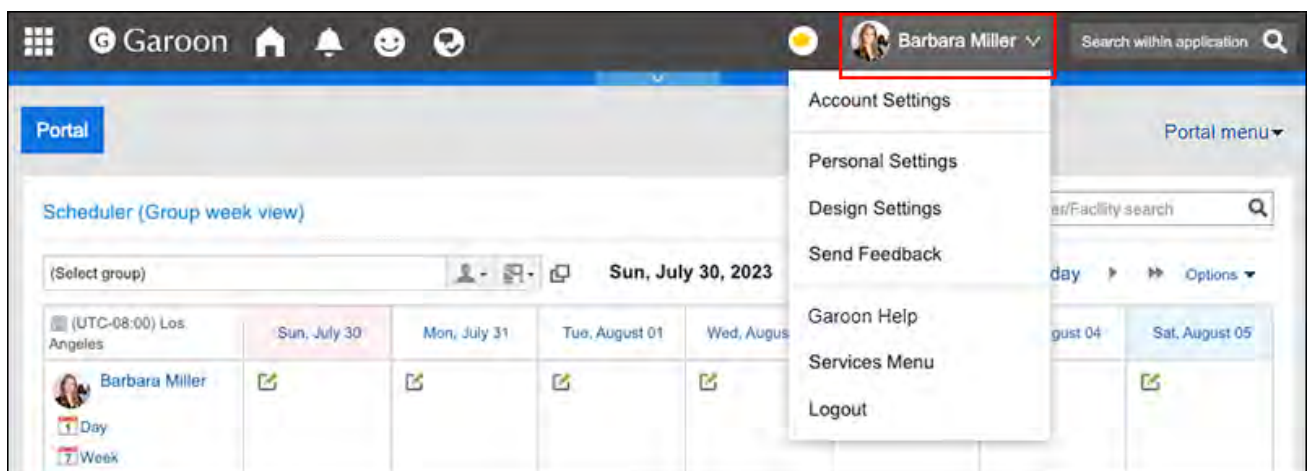 Garoon
Barbara Miller
Search within application
Account Settings
Portal
Portal menu
Personal Settings
Scheduler (Group week view)
Design Settings
er/Facility search
Send Feedback
(Select group)
Sun, July 30, 2023
day
Options
Garoon Help
(UTC-08:00) Los
Angeles
Sun, July 30
Mon, July 31
Tue, August 01
Wed, Augus
gust 04
Sat, August 05
Services Menu
Barbara Miller
Logout
1 Day
7 Week